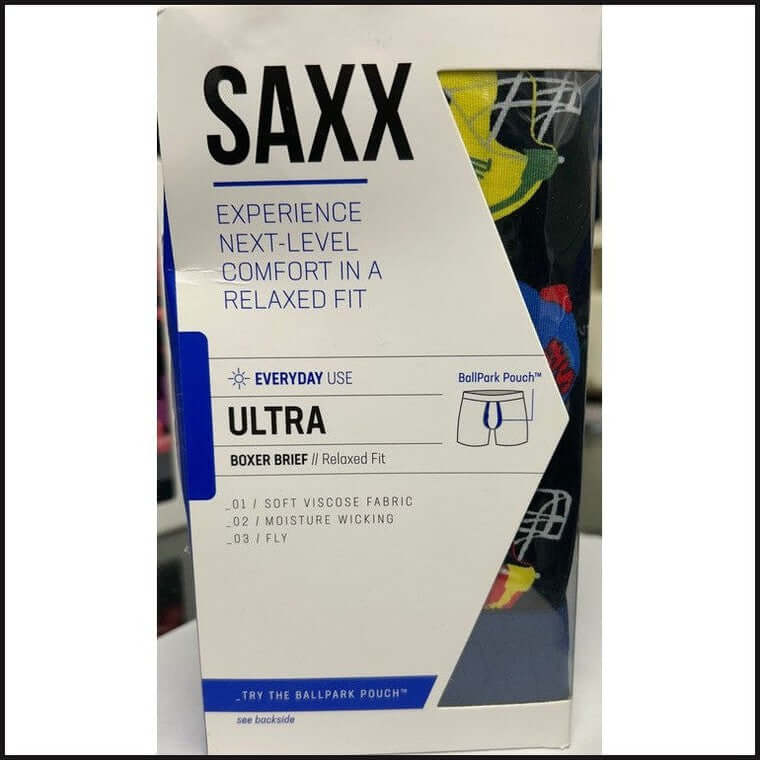 SAXX
EXPERIENCE
NEXT-LEVEL
COMFORT IN A
RELAXED FIT
EVERYDAY USE
BallPark Pouch™
ULTRA
BOXER BRIEF // Relaxed Fit
_01 / SOFT VISCOSE FABRIC
_02 / MOISTURE WICKING
_03 / FLY
_TRY THE BALLPARK POUCH™
see backside